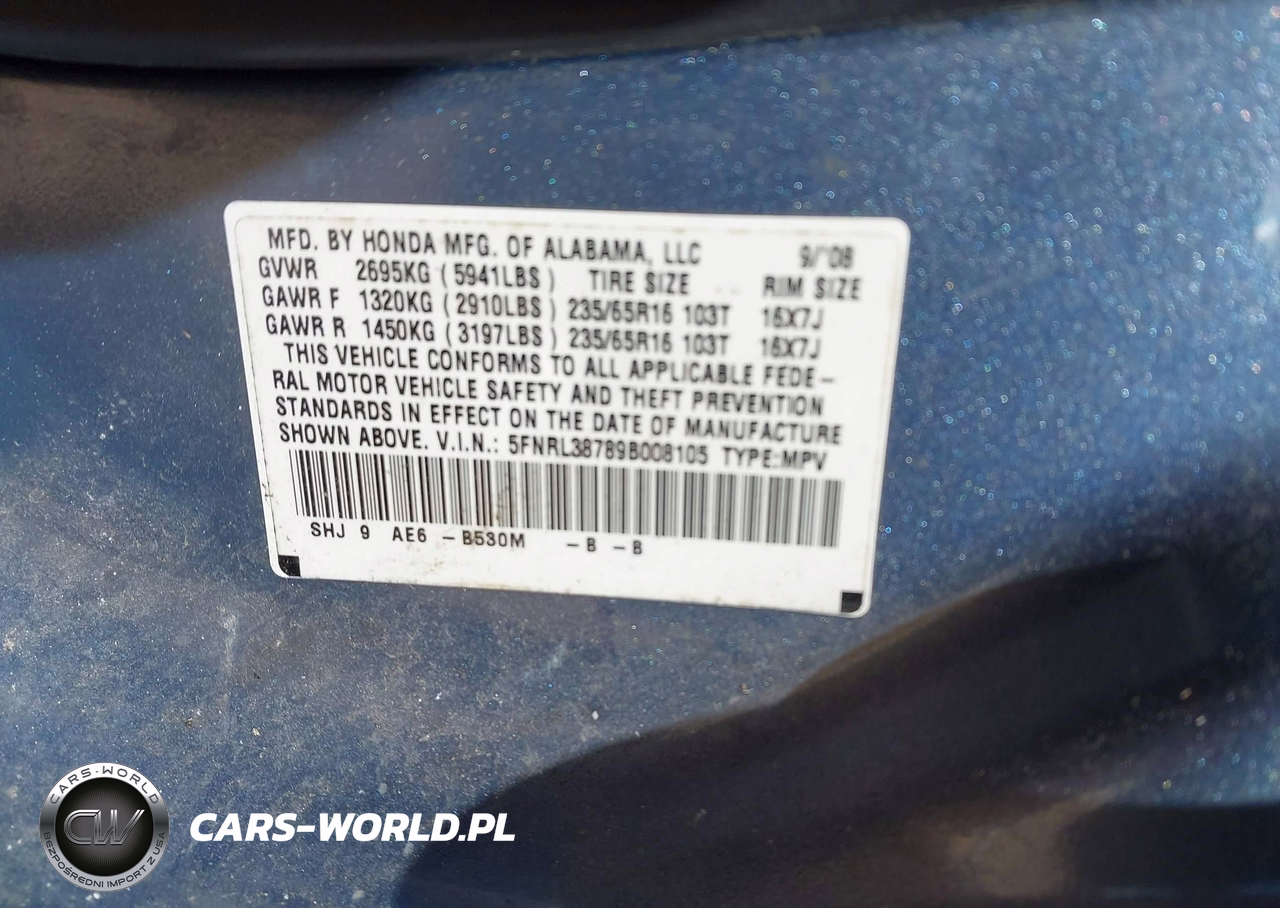 MFD. BY HONDA MFG. OF ALABAMA, LLC 9/'08
GVWR 2695KG (5941LBS) TIRE SIZE RIM SIZE
GAWR F 1320KG (2910LBS) 235/65R16 103T 16X7J
GAWR R 1450KG (3197LBS) 235/65R16 103T 16X7J
THIS VEHICLE CONFORMS TO ALL APPLICABLE FEDE-
RAL MOTOR VEHICLE SAFETY AND THEFT PREVENTION
STANDARDS IN EFFECT ON THE DATE OF MANUFACTURE
SHOWN ABOVE. V.I.N.: 5FNRL38789B008105 TYPE:MPV
SHJ 9 AE6 -B530M -B -B
CARS-WORLD
CW
BEZPOŚREDNI IMPORT Z USA
CARS-WORLD.PL